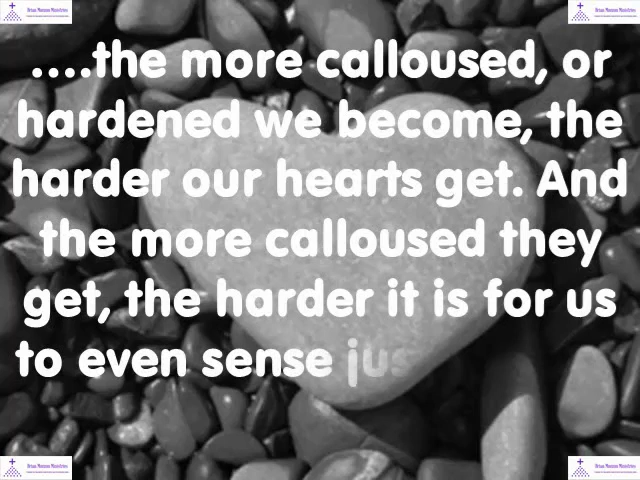 ....the more calloused, or
hardened we become, the
harder our hearts get. And
the more calloused they
get, the harder it is for us
to even sense jus